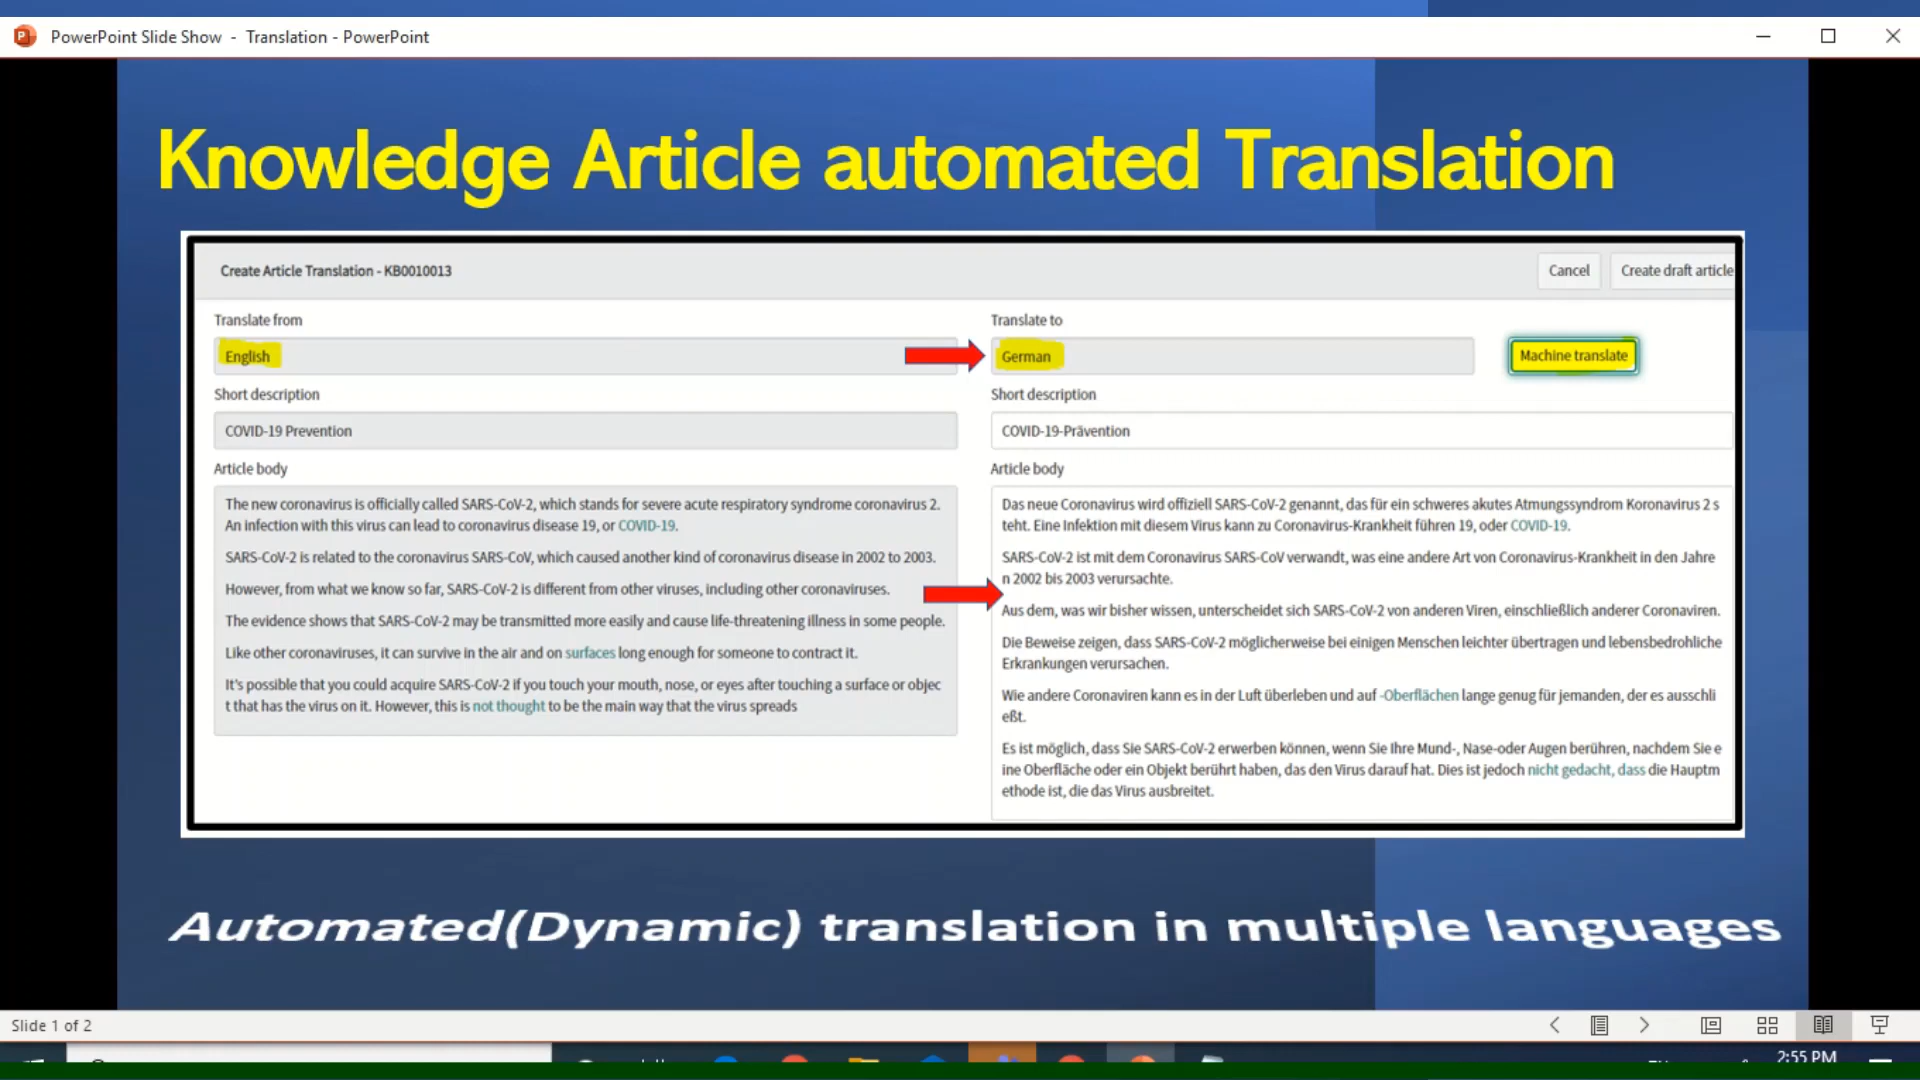 PowerPoint Slide Show - Translation - PowerPoint
Knowledge Article automated Translation
Create Article Translation - KB0010013
Cancel
Create draft article
Translate from
English
Translate to
German
Machine translate
Short description
COVID-19 Prevention
Short description
COVID-19-Prävention
Article body
The new coronavirus is officially called SARS-CoV-2, which stands for severe acute respiratory syndrome coronavirus 2.
An infection with this virus can lead to coronavirus disease 19, or COVID-19.
SARS-CoV-2 is related to the coronavirus SARS-CoV, which caused another kind of coronavirus disease in 2002 to 2003.
However, from what we know so far, SARS-CoV-2 is different from other viruses, including other coronaviruses.
The evidence shows that SARS-CoV-2 may be transmitted more easily and cause life-threatening illness in some people.
Like other coronaviruses, it can survive in the air and on surfaces long enough for someone to contract it.
It's possible that you could acquire SARS-CoV-2 if you touch your mouth, nose, or eyes after touching a surface or objec
t that has the virus on it. However, this is not thought to be the main way that the virus spreads
Article body
Das neue Coronavirus wird offiziell SARS-CoV-2 genannt, das für ein schweres akutes Atmungssyndrom Koronavirus 2 s
teht. Eine Infektion mit diesem Virus kann zu Coronavirus-Krankheit führen 19, oder COVID-19.
SARS-CoV-2 ist mit dem Coronavirus SARS-CoV verwandt, was eine andere Art von Coronavirus-Krankheit in den Jahre
n 2002 bis 2003 verursachte.
Aus dem, was wir bisher wissen, unterscheidet sich SARS-CoV-2 von anderen Viren, einschließlich anderer Coronaviren.
Die Beweise zeigen, dass SARS-CoV-2 möglicherweise bei einigen Menschen leichter übertragen und lebensbedrohliche
Erkrankungen verursachen.
Wie andere Coronaviren kann es in der Luft überleben und auf -Oberflächen lange genug für jemanden, der es ausschli
eßt.
Es ist möglich, dass Sie SARS-CoV-2 erwerben können, wenn Sie Ihre Mund-, Nase-oder Augen berühren, nachdem Sie e
ine Oberfläche oder ein Objekt berührt haben, das den Virus darauf hat. Dies ist jedoch nicht gedacht, dass die Hauptm
ethode ist, die das Virus ausbreitet.
Automated(Dynamic) translation in multiple languages
Slide 1 of 2
2:55 PM